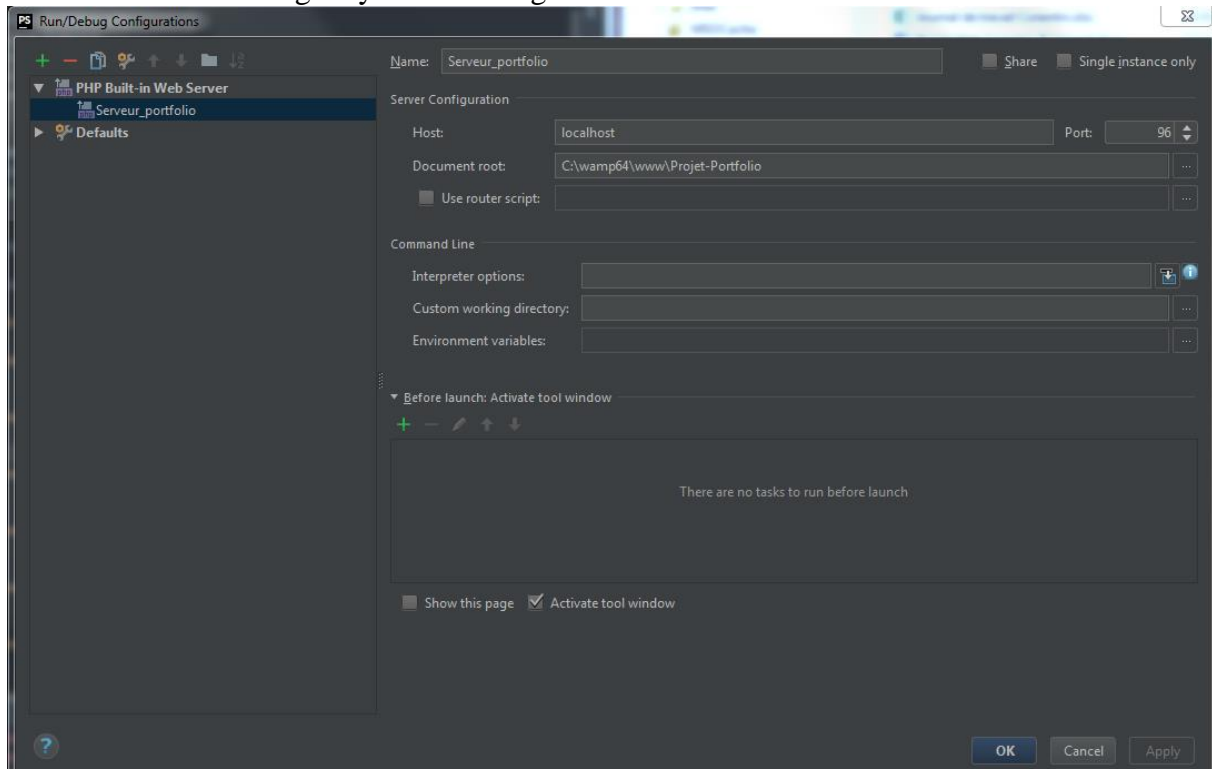 PS Run/Debug Configurations
Name: Serveur_portfolio Share Single instance only
PHP Built-in Web Server
Serveur_portfolio
Defaults
Server Configuration
Host: localhost Port: 96
Document root: C:\wamp64\www\Projet-Portfolio ...
Use router script: ...
Command Line
Interpreter options:
Custom working directory: ...
Environment variables: ...
Before launch: Activate tool window
There are no tasks to run before launch
Show this page Activate tool window
? OK Cancel Apply